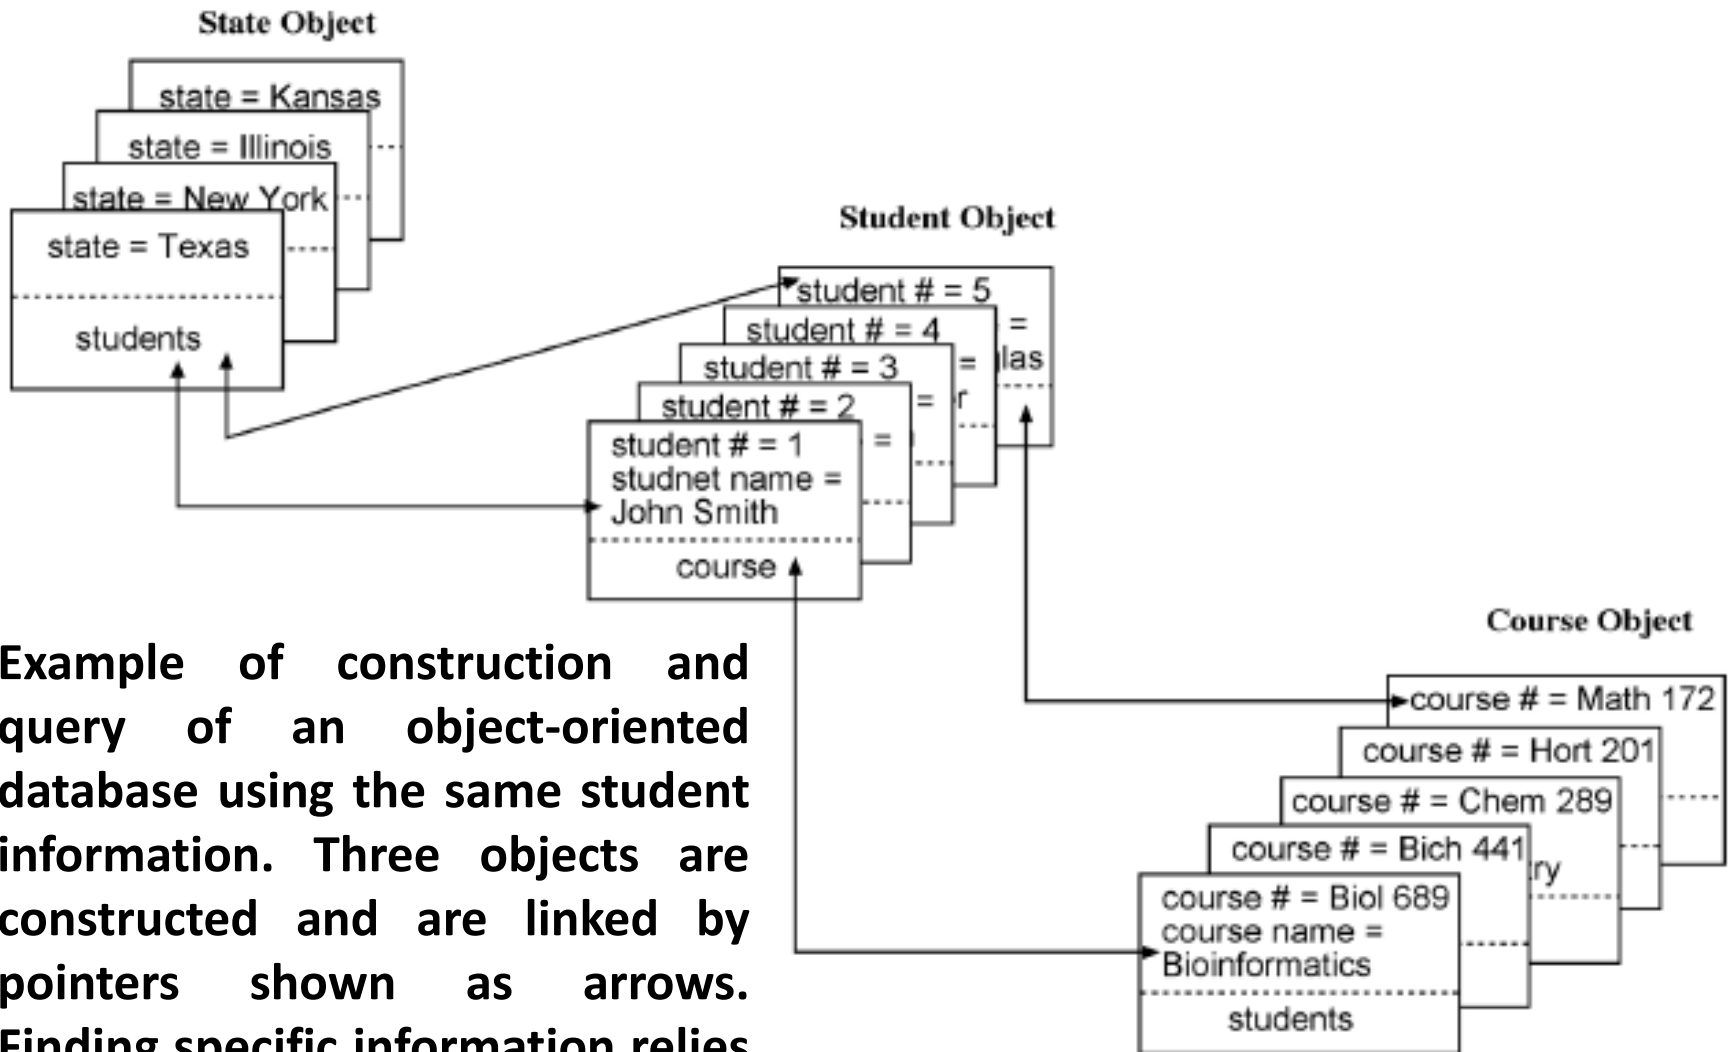 State Object
state = Kansas
state = Illinois
state = New York
state = Texas
students
Student Object
student # = 5
=
las
student # = 4
=
r
student # = 3
=
student # = 2
=
student # = 1
studnet name =
John Smith
course
Course Object
course # = Math 172
course # = Hort 201
course # = Chem 289
ry
course # = Bich 441
course # = Biol 689
course name =
Bioinformatics
students
Example of construction and
query of an object-oriented
database using the same student
information. Three objects are
constructed and are linked by
pointers shown as arrows.
Finding specific information relies